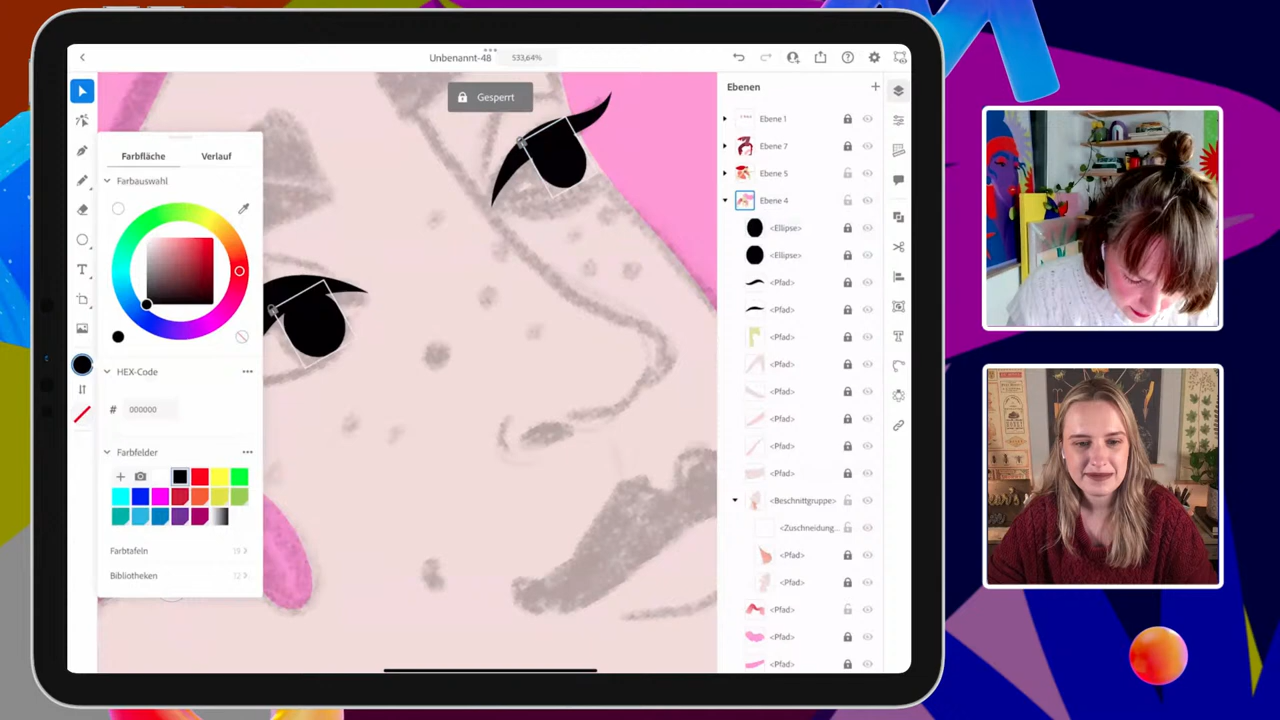 Unbenannt-48
533,64%
Gesperrt
Farbfläche
Verlauf
Farbauswahl
HEX-Code
#
000000
Farbfelder
Farbtafeln
19
Bibliotheken
12
Ebenen
Ebene 1
Ebene 7
Ebene 5
Ebene 4
<Ellipse>
<Ellipse>
<Pfad>
<Pfad>
<Pfad>
<Pfad>
<Pfad>
<Pfad>
<Pfad>
<Pfad>
<Beschnittgruppe>
<Zuschneidung...
<Pfad>
<Pfad>
<Pfad>
<Pfad>
<Pfad>